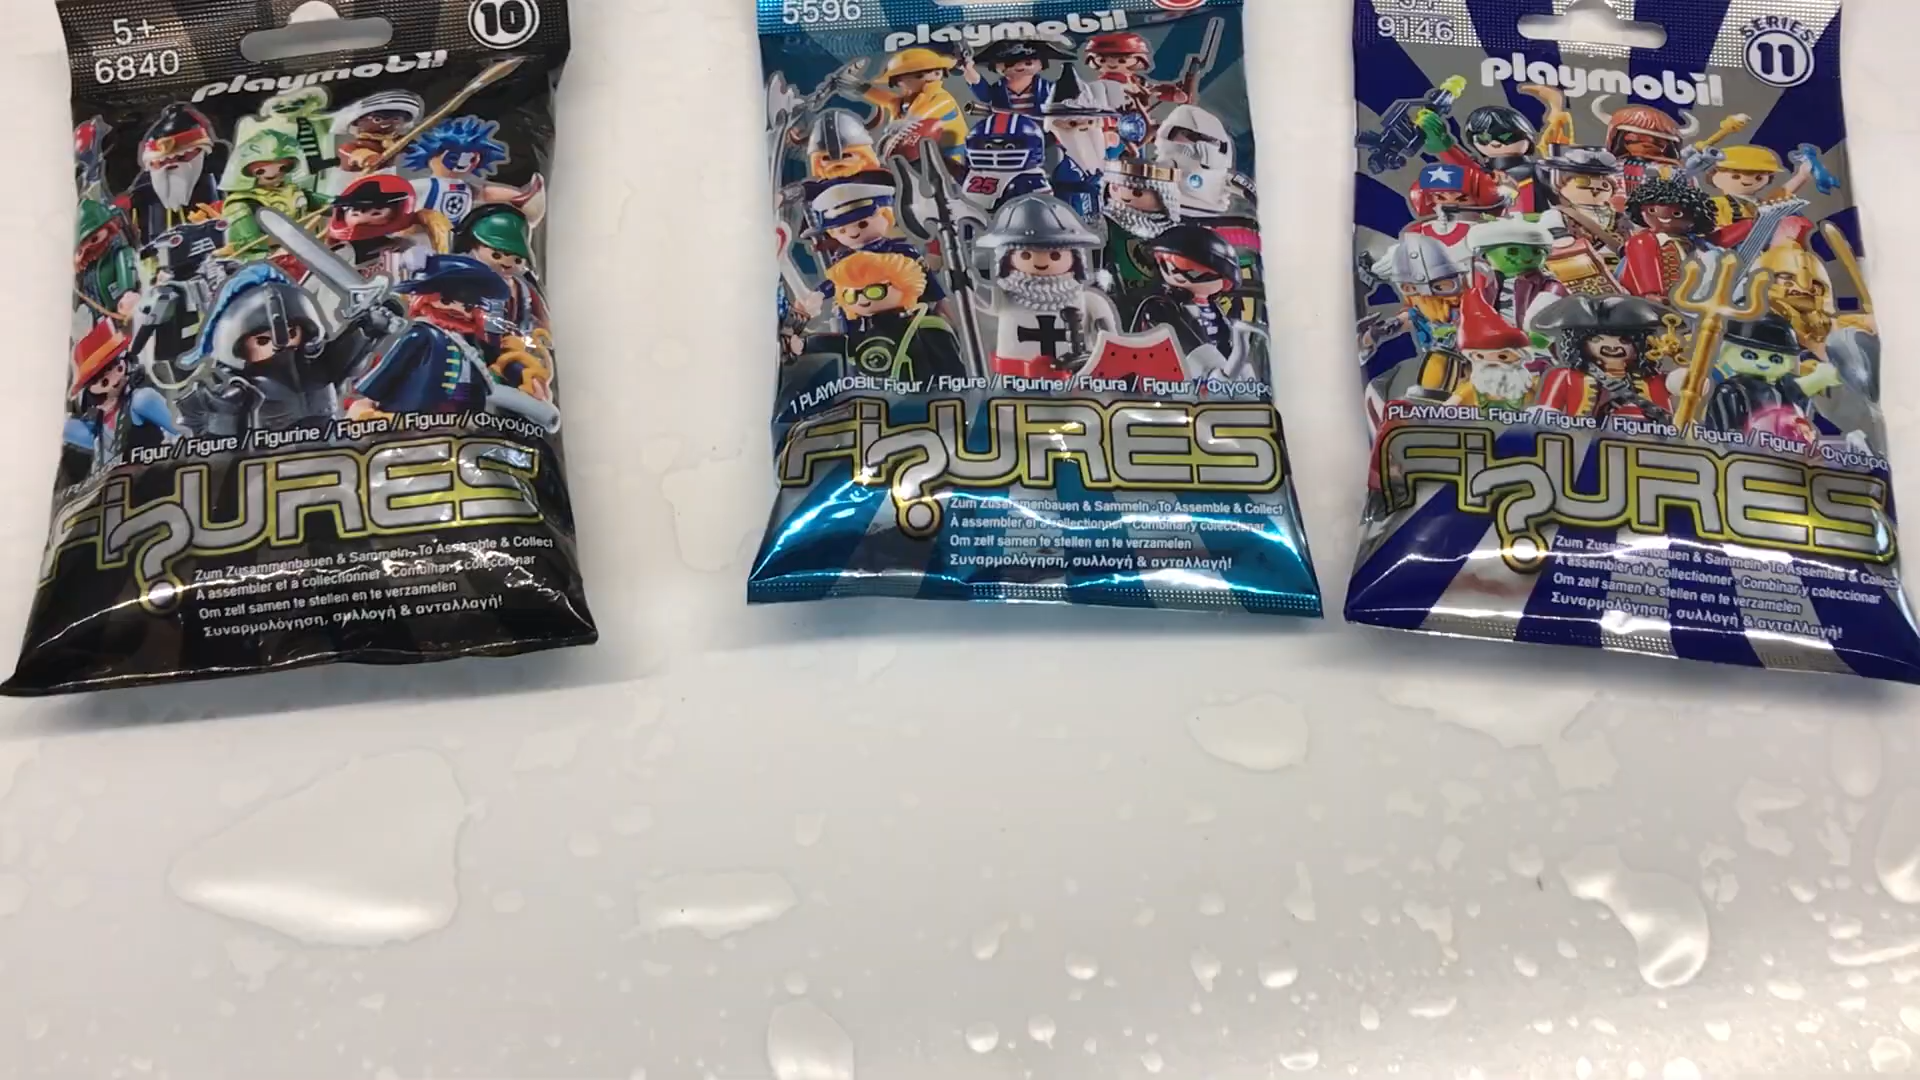 5+
6840
10
playmobil
Figur / Figure / Figurine / Figura / Figuur / Φιγούρα
Fi?URES
Zum Zusammenbauen & Sammeln - To Assemble & Collect
À assembler et à collectionner - Combinar y coleccionar
Om zelf samen te stellen en te verzamelen
Συναρμολόγηση, συλλογή & ανταλλαγή!
5596
playmobil
25
1 PLAYMOBIL Figur / Figure / Figurine / Figura / Figuur / Φιγούρα
Fi?URES
Zum Zusammenbauen & Sammeln - To Assemble & Collect
À assembler et à collectionner - Combinar y coleccionar
Om zelf samen te stellen en te verzamelen
Συναρμολόγηση, συλλογή & ανταλλαγή!
9146
SERIES
11
playmobil
PLAYMOBIL Figur / Figure / Figurine / Figura / Figuur / Φιγούρα
Fi?URES
Zum Zusammenbauen & Sammeln - To Assemble & Collect
À assembler et à collectionner - Combinar y coleccionar
Om zelf samen te stellen en te verzamelen
Συναρμολόγηση, συλλογή & ανταλλαγή!